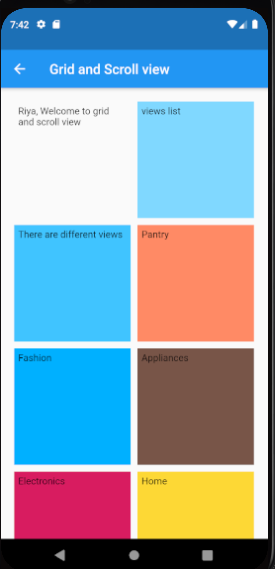 7:42
Grid and Scroll view
Riya, Welcome to grid
and scroll view
views list
There are different views
Pantry
Fashion
Appliances
Electronics
Home